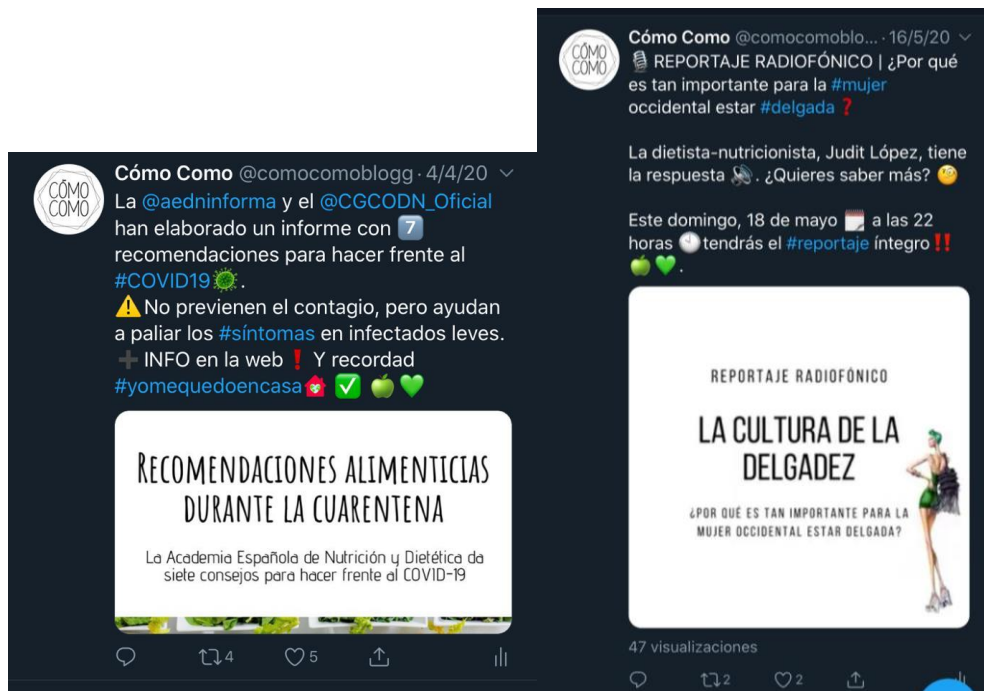 CÓMO
CÓMO
Cómo Como @comocomoblogg · 4/4/20
La @aedninforma y el @CGCODN_Oficial
han elaborado un informe con 7️⃣
recomendaciones para hacer frente al
#COVID19🦠.
⚠️No previenen el contagio, pero ayudan
a paliar los #síntomas en infectados leves.
➕ INFO en la web❗ Y recordad
#yomequedoencasa🏠 ✅ 🍏💚
RECOMENDACIONES ALIMENTICIAS
DURANTE LA CUARENTENA
La Academia Española de Nutrición y Dietética da
siete consejos para hacer frente al COVID-19
4
5
CÓMO
CÓMO
Cómo Como @comocomoblo... · 16/5/20
🎙️ REPORTAJE RADIOFÓNICO | ¿Por qué
es tan importante para la #mujer
occidental estar #delgada ❓
La dietista-nutricionista, Judit López, tiene
la respuesta 🔊. ¿Quieres saber más? 🧐
Este domingo, 18 de mayo 🗓️ a las 22
horas 🕙tendrás el #reportaje íntegro‼️
🍏💚.
REPORTAJE RADIOFÓNICO
LA CULTURA DE LA
DELGADEZ
¿POR QUÉ ES TAN IMPORTANTE PARA LA
MUJER OCCIDENTAL ESTAR DELGADA?
47 visualizaciones
2
2